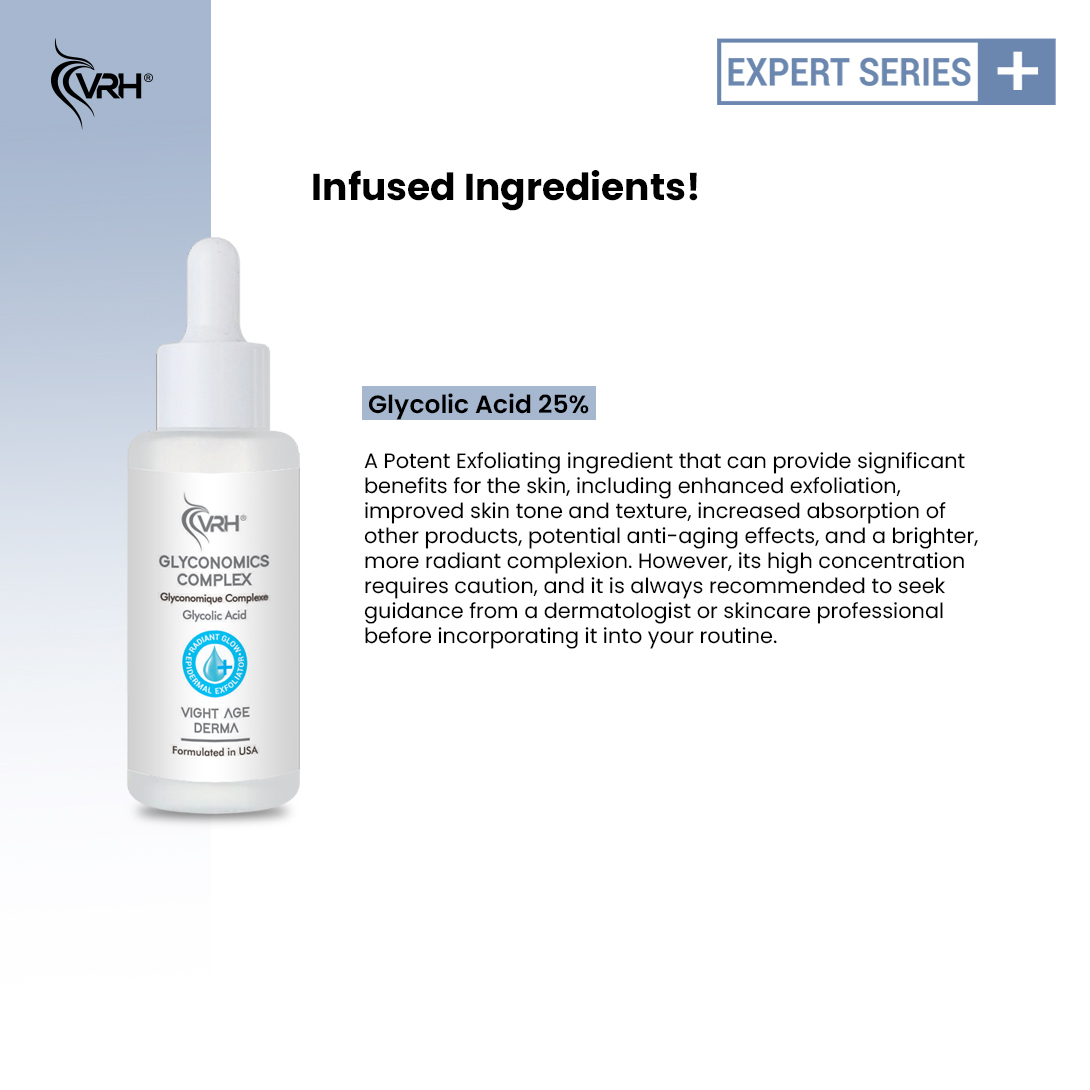 VRH®
EXPERT SERIES +
Infused Ingredients!
Glycolic Acid 25%
A Potent Exfoliating ingredient that can provide significant
benefits for the skin, including enhanced exfoliation,
improved skin tone and texture, increased absorption of
other products, potential anti-aging effects, and a brighter,
more radiant complexion. However, its high concentration
requires caution, and it is always recommended to seek
guidance from a dermatologist or skincare professional
before incorporating it into your routine.
VRH®
GLYCONOMICS
COMPLEX
Glyconomique Complexe
Glycolic Acid
• RADIANT GLOW •
EPIDERMAL EXFOLIATOR
VIGHT AGE
DERMA
Formulated in USA